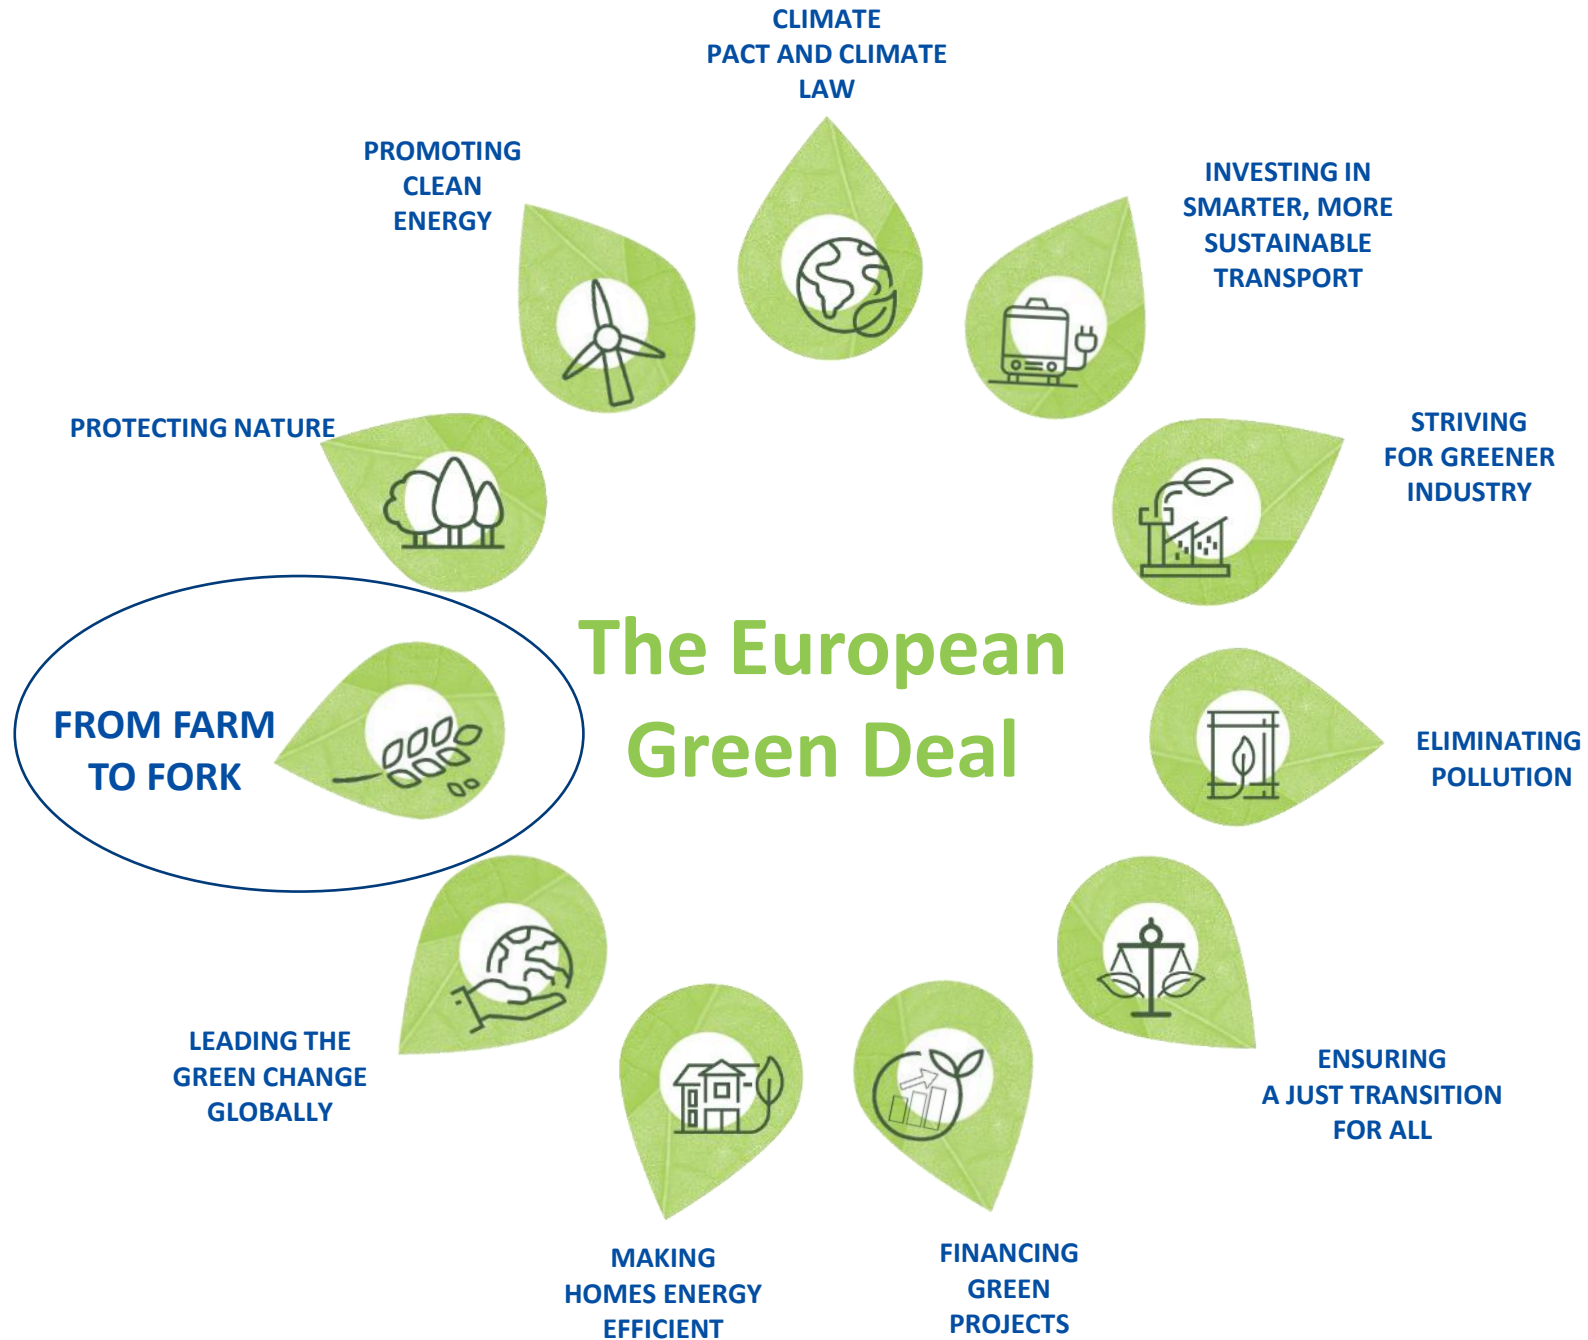 CLIMATE
PACT AND CLIMATE
LAW
PROMOTING
CLEAN
ENERGY
INVESTING IN
SMARTER, MORE
SUSTAINABLE
TRANSPORT
PROTECTING NATURE
STRIVING
FOR GREENER
INDUSTRY
The European
Green Deal
FROM FARM
TO FORK
ELIMINATING
POLLUTION
LEADING THE
GREEN CHANGE
GLOBALLY
ENSURING
A JUST TRANSITION
FOR ALL
MAKING
HOMES ENERGY
EFFICIENT
FINANCING
GREEN
PROJECTS